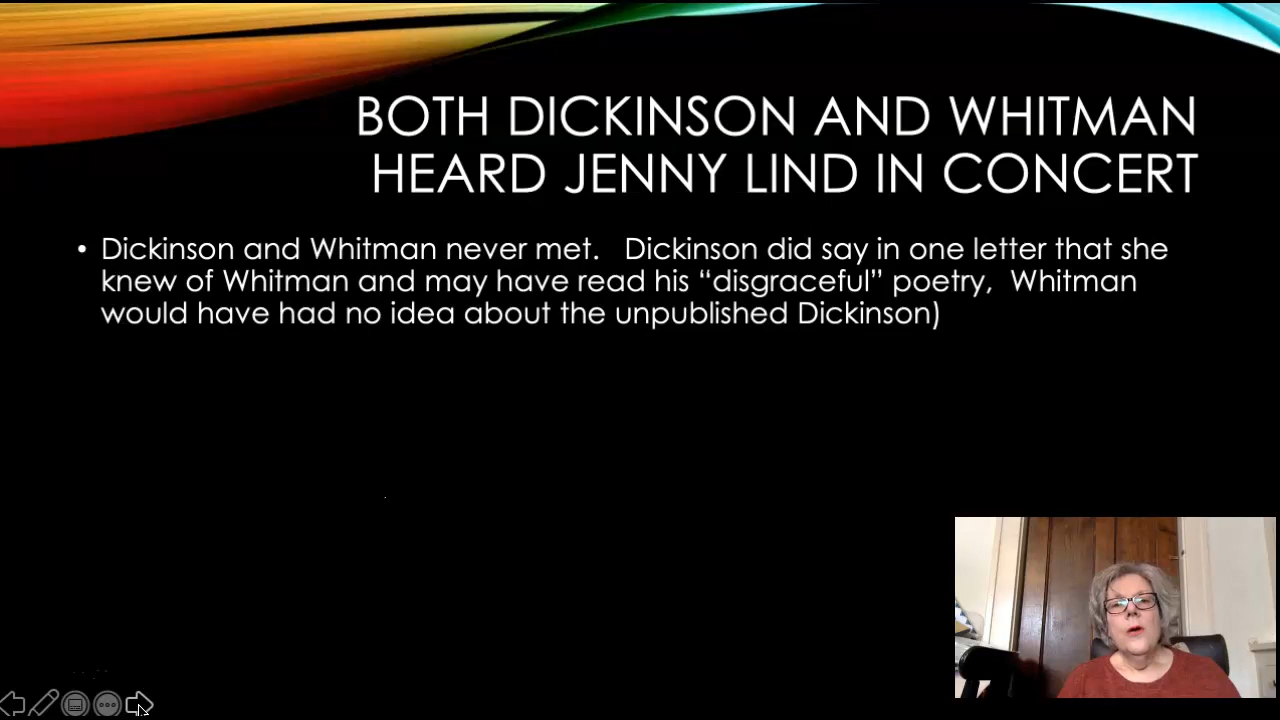 BOTH DICKINSON AND WHITMAN
HEARD JENNY LIND IN CONCERT
• Dickinson and Whitman never met.   Dickinson did say in one letter that she
knew of Whitman and may have read his “disgraceful” poetry,  Whitman
would have had no idea about the unpublished Dickinson)